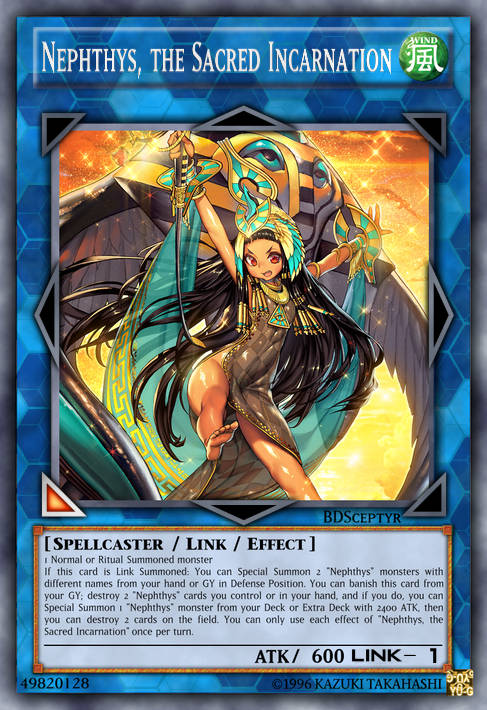 NEPHTHYS, THE SACRED INCARNATION
WIND
風
BDSCEPTYR
[ SPELLCASTER / LINK / EFFECT ]
1 Normal or Ritual Summoned monster
If this card is Link Summoned: You can Special Summon 2 "Nephthys" monsters with
different names from your hand or GY in Defense Position. You can banish this card from
your GY; destroy 2 "Nephthys" cards you control or in your hand, and if you do, you can
Special Summon 1 "Nephthys" monster from your Deck or Extra Deck with 2400 ATK, then
you can destroy 2 cards on the field. You can only use each effect of "Nephthys, the
Sacred Incarnation" once per turn.
ATK/ 600 LINK– 1
49820128 ©1996 KAZUKI TAKAHASHI